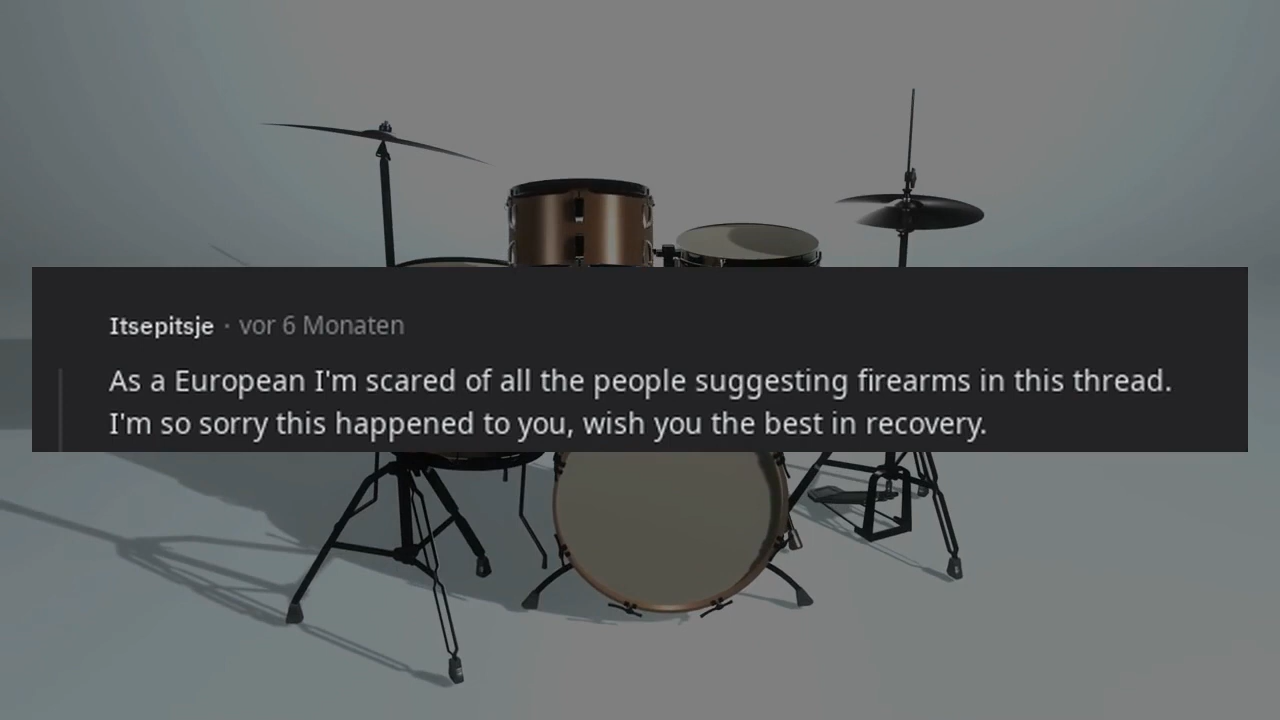 Itsepitsje · vor 6 Monaten
As a European I'm scared of all the people suggesting firearms in this thread.
I'm so sorry this happened to you, wish you the best in recovery.